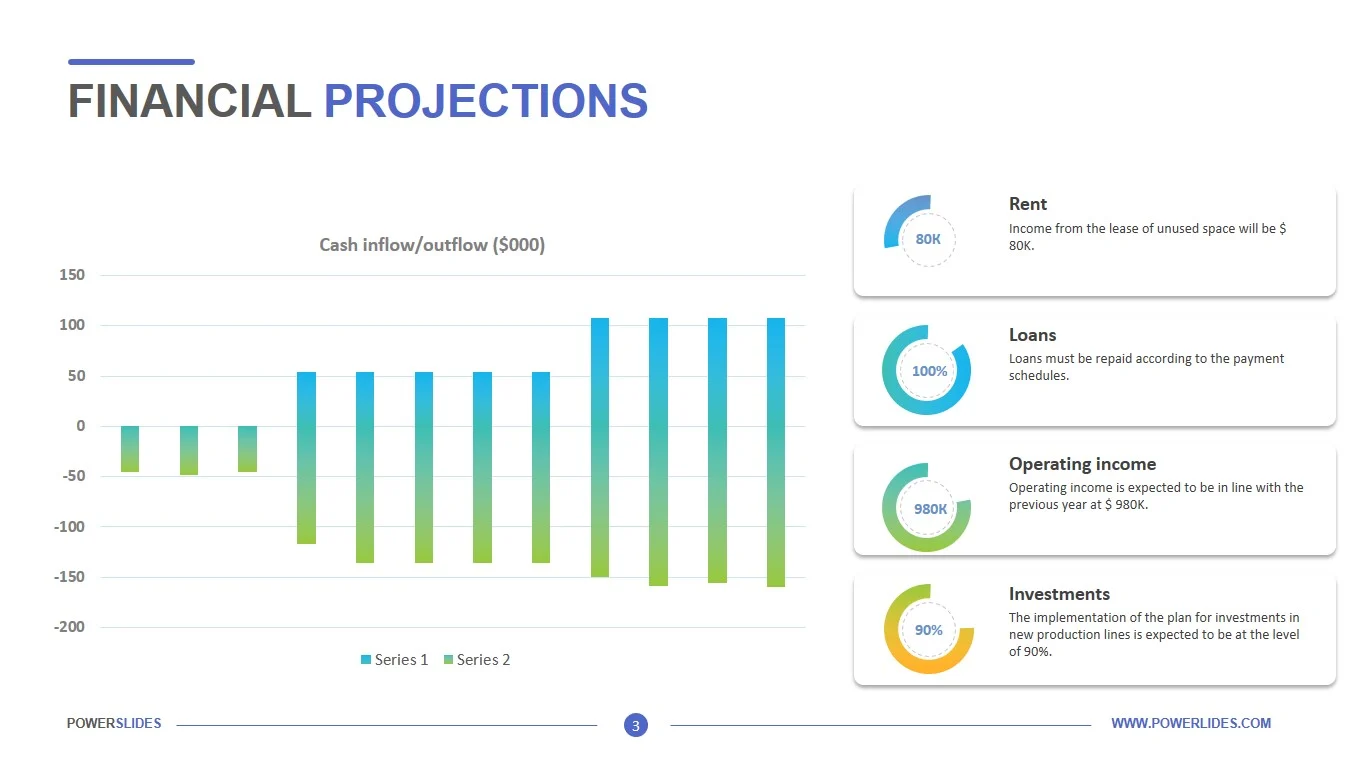 FINANCIAL PROJECTIONS
Cash inflow/outflow ($000)
150
100
50
0
-50
-100
-150
-200
Series 1 Series 2
80K
Rent
Income from the lease of unused space will be $
80K.
100%
Loans
Loans must be repaid according to the payment
schedules.
980K
Operating income
Operating income is expected to be in line with the
previous year at $ 980K.
90%
Investments
The implementation of the plan for investments in
new production lines is expected to be at the level
of 90%.
POWERSLIDES
3
WWW.POWERLIDES.COM